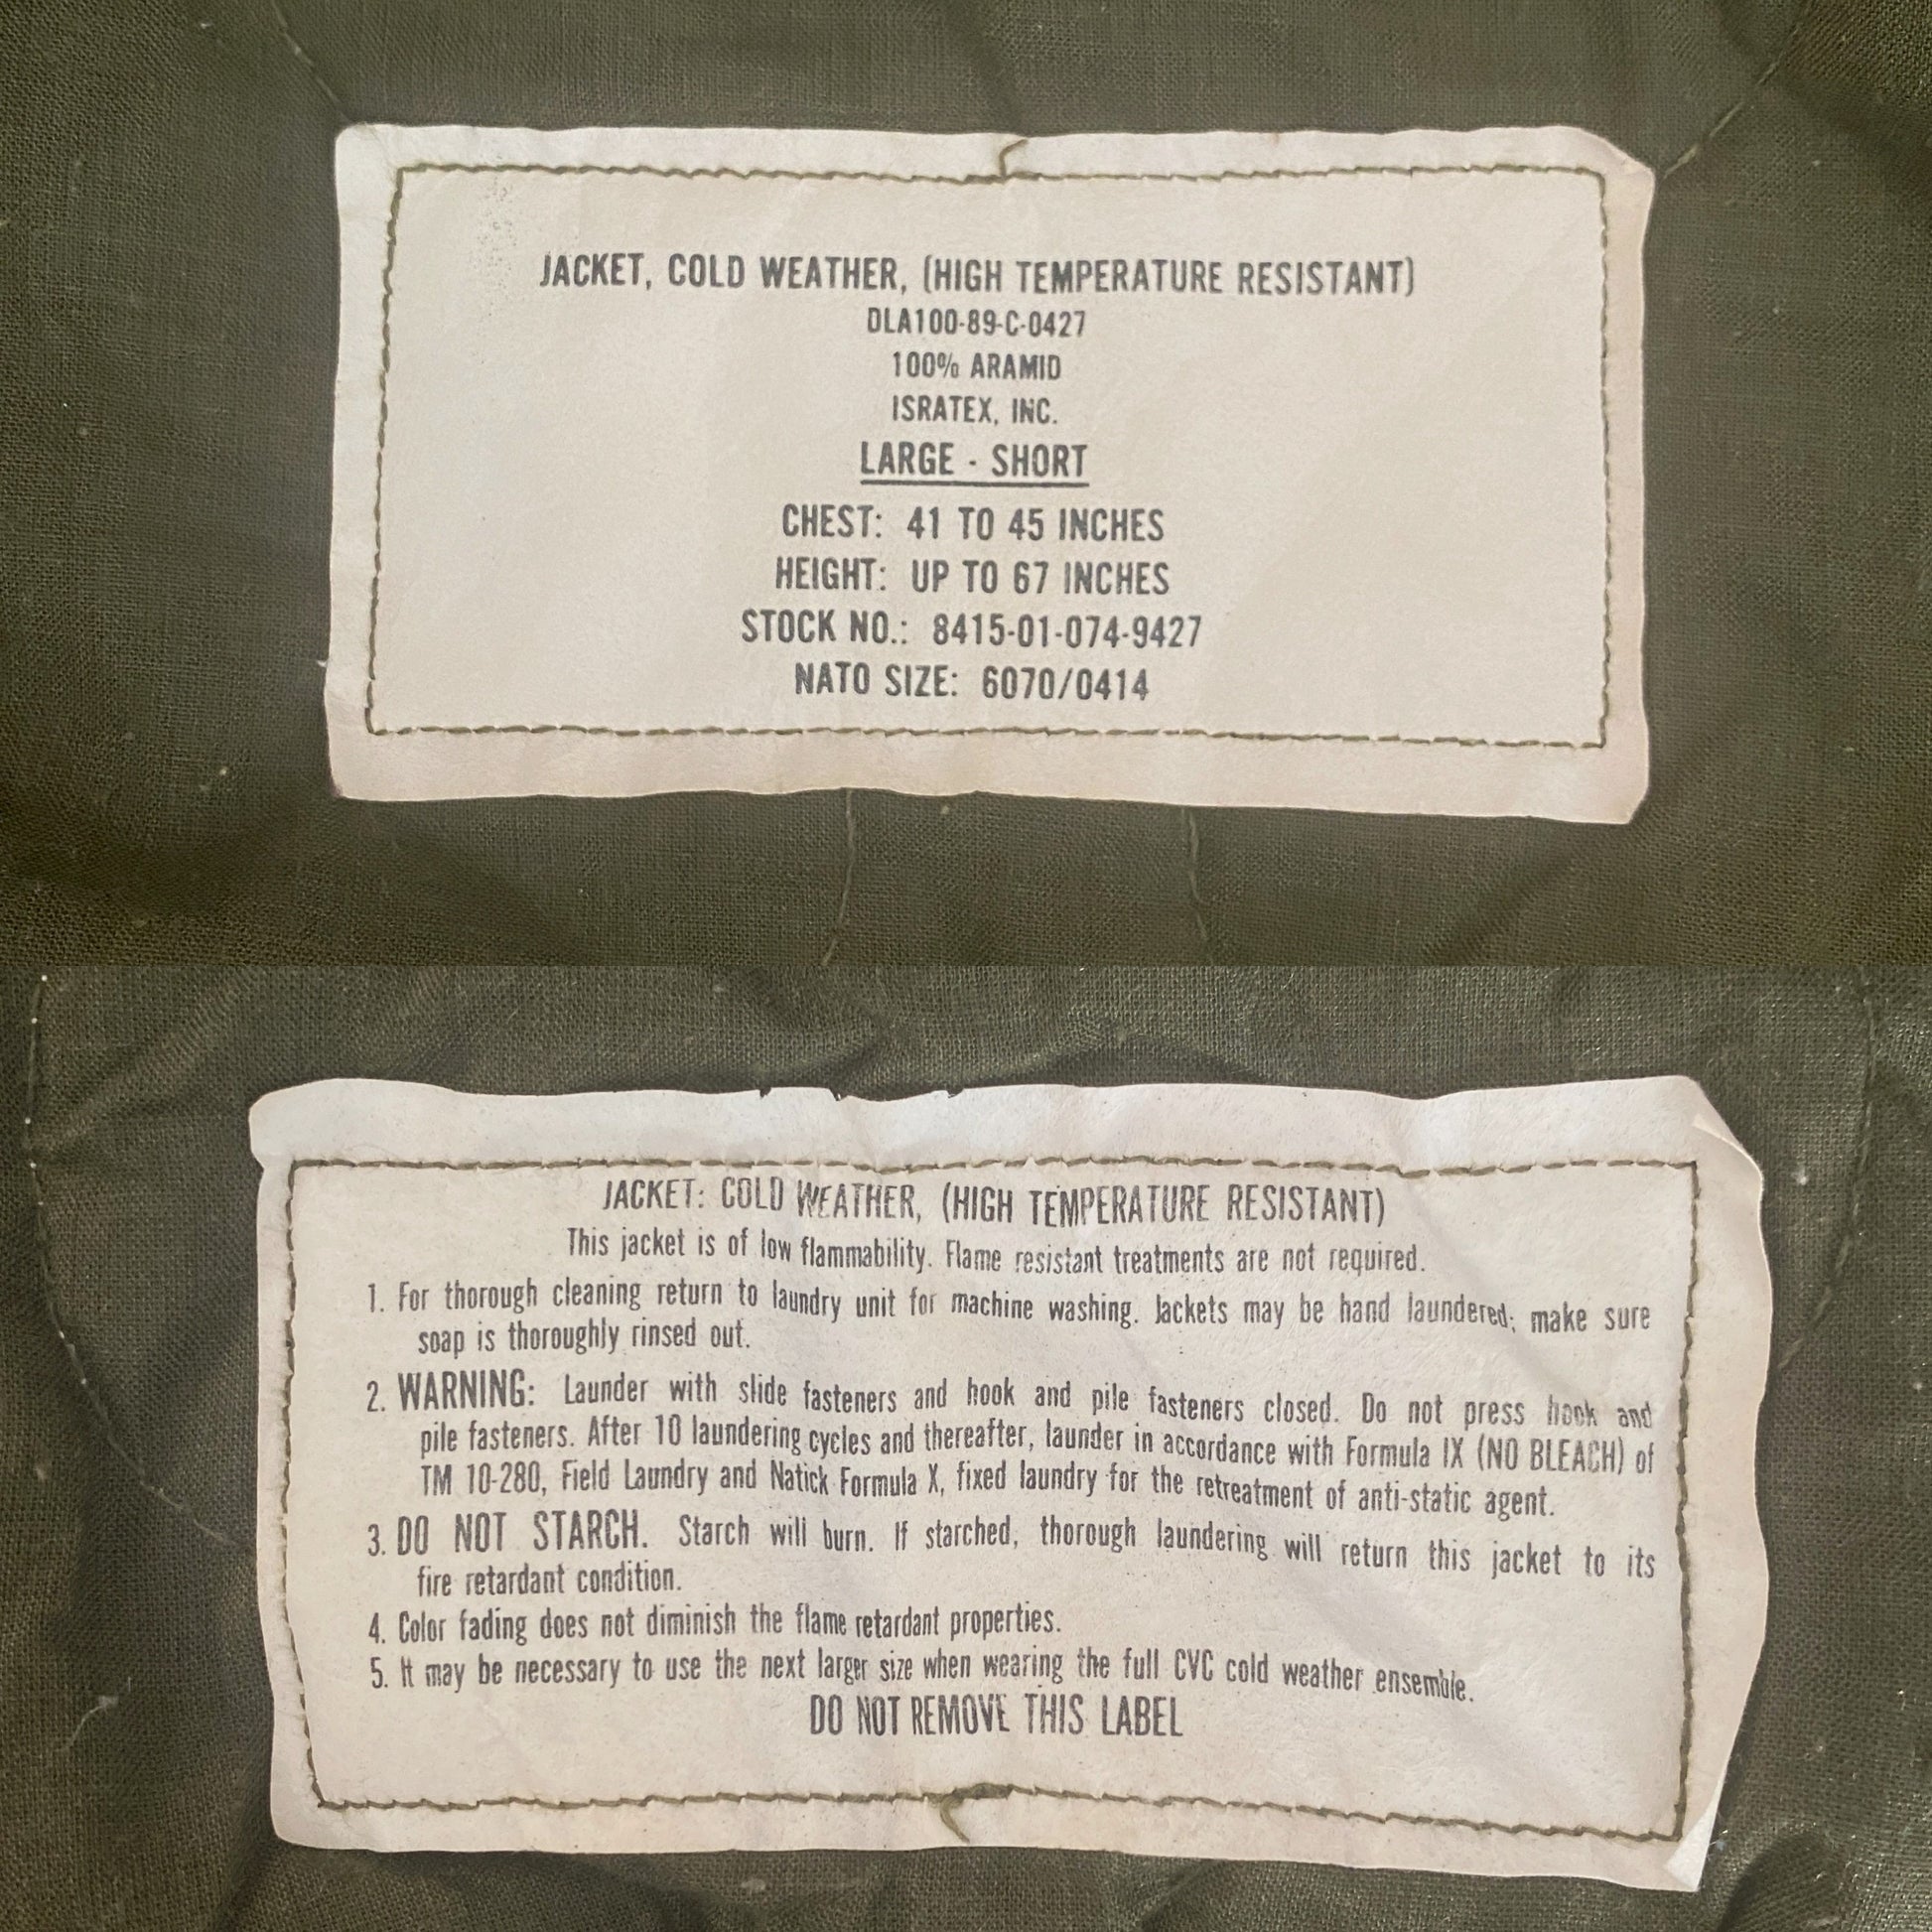 JACKET, COLD WEATHER, (HIGH TEMPERATURE RESISTANT)
DLA100-89-C-0427
100% ARAMID
ISRATEX, INC.
LARGE - SHORT
CHEST: 41 TO 45 INCHES
HEIGHT: UP TO 67 INCHES
STOCK NO.: 8415-01-074-9427
NATO SIZE: 6070/0414
JACKET: COLD WEATHER, (HIGH TEMPERATURE RESISTANT)
This jacket is of low flammability. Flame resistant treatments are not required.
1. For thorough cleaning return to laundry unit for machine washing. Jackets may be hand laundered; make sure
soap is thoroughly rinsed out.
2. WARNING: Launder with slide fasteners and hook and pile fasteners closed. Do not press hook and
pile fasteners. After 10 laundering cycles and thereafter, launder in accordance with Formula IX (NO BLEACH) of
TM 10-280, Field Laundry and Natick Formula X, fixed laundry for the retreatment of anti-static agent.
3. DO NOT STARCH. Starch will burn. If starched, thorough laundering will return this jacket to its
fire retardant condition.
4. Color fading does not diminish the flame retardant properties.
5. It may be necessary to use the next larger size when wearing the full CVC cold weather ensemble.
DO NOT REMOVE THIS LABEL